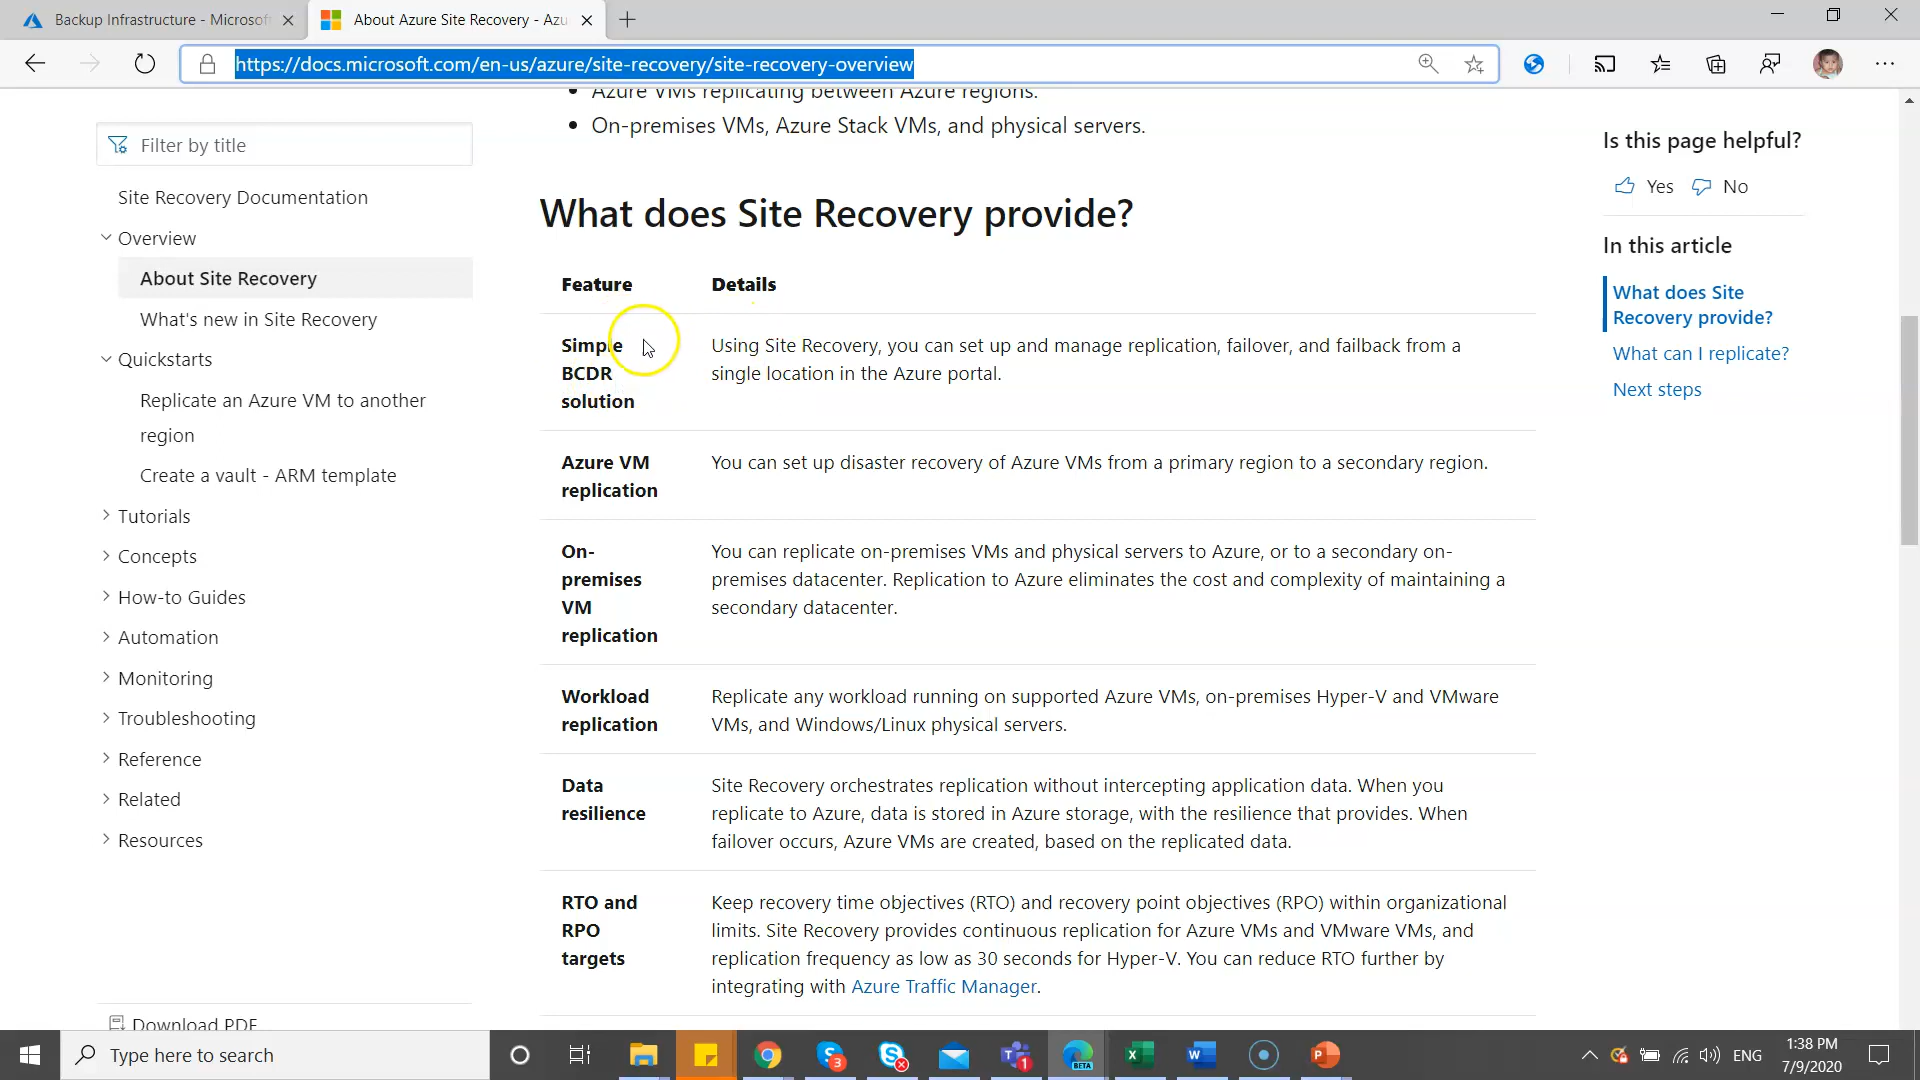 Backup Infrastructure - Microsof
About Azure Site Recovery - Azu
https://docs.microsoft.com/en-us/azure/site-recovery/site-recovery-overview
Filter by title
Site Recovery Documentation
Overview
About Site Recovery
What's new in Site Recovery
Quickstarts
Replicate an Azure VM to another
region
Create a vault - ARM template
Tutorials
Concepts
How-to Guides
Automation
Monitoring
Troubleshooting
Reference
Related
Resources
Download PDF
Azure VMs replicating between Azure regions.
On-premises VMs, Azure Stack VMs, and physical servers.
What does Site Recovery provide?
Feature
Details
Simple
BCDR
solution
Using Site Recovery, you can set up and manage replication, failover, and failback from a
single location in the Azure portal.
Azure VM
replication
You can set up disaster recovery of Azure VMs from a primary region to a secondary region.
On-
premises
VM
replication
You can replicate on-premises VMs and physical servers to Azure, or to a secondary on-
premises datacenter. Replication to Azure eliminates the cost and complexity of maintaining a
secondary datacenter.
Workload
replication
Replicate any workload running on supported Azure VMs, on-premises Hyper-V and VMware
VMs, and Windows/Linux physical servers.
Data
resilience
Site Recovery orchestrates replication without intercepting application data. When you
replicate to Azure, data is stored in Azure storage, with the resilience that provides. When
failover occurs, Azure VMs are created, based on the replicated data.
RTO and
RPO
targets
Keep recovery time objectives (RTO) and recovery point objectives (RPO) within organizational
limits. Site Recovery provides continuous replication for Azure VMs and VMware VMs, and
replication frequency as low as 30 seconds for Hyper-V. You can reduce RTO further by
integrating with Azure Traffic Manager.
Is this page helpful?
Yes No
In this article
What does Site
Recovery provide?
What can I replicate?
Next steps
Type here to search
3
1
BETA
ENG
1:38 PM
7/9/2020